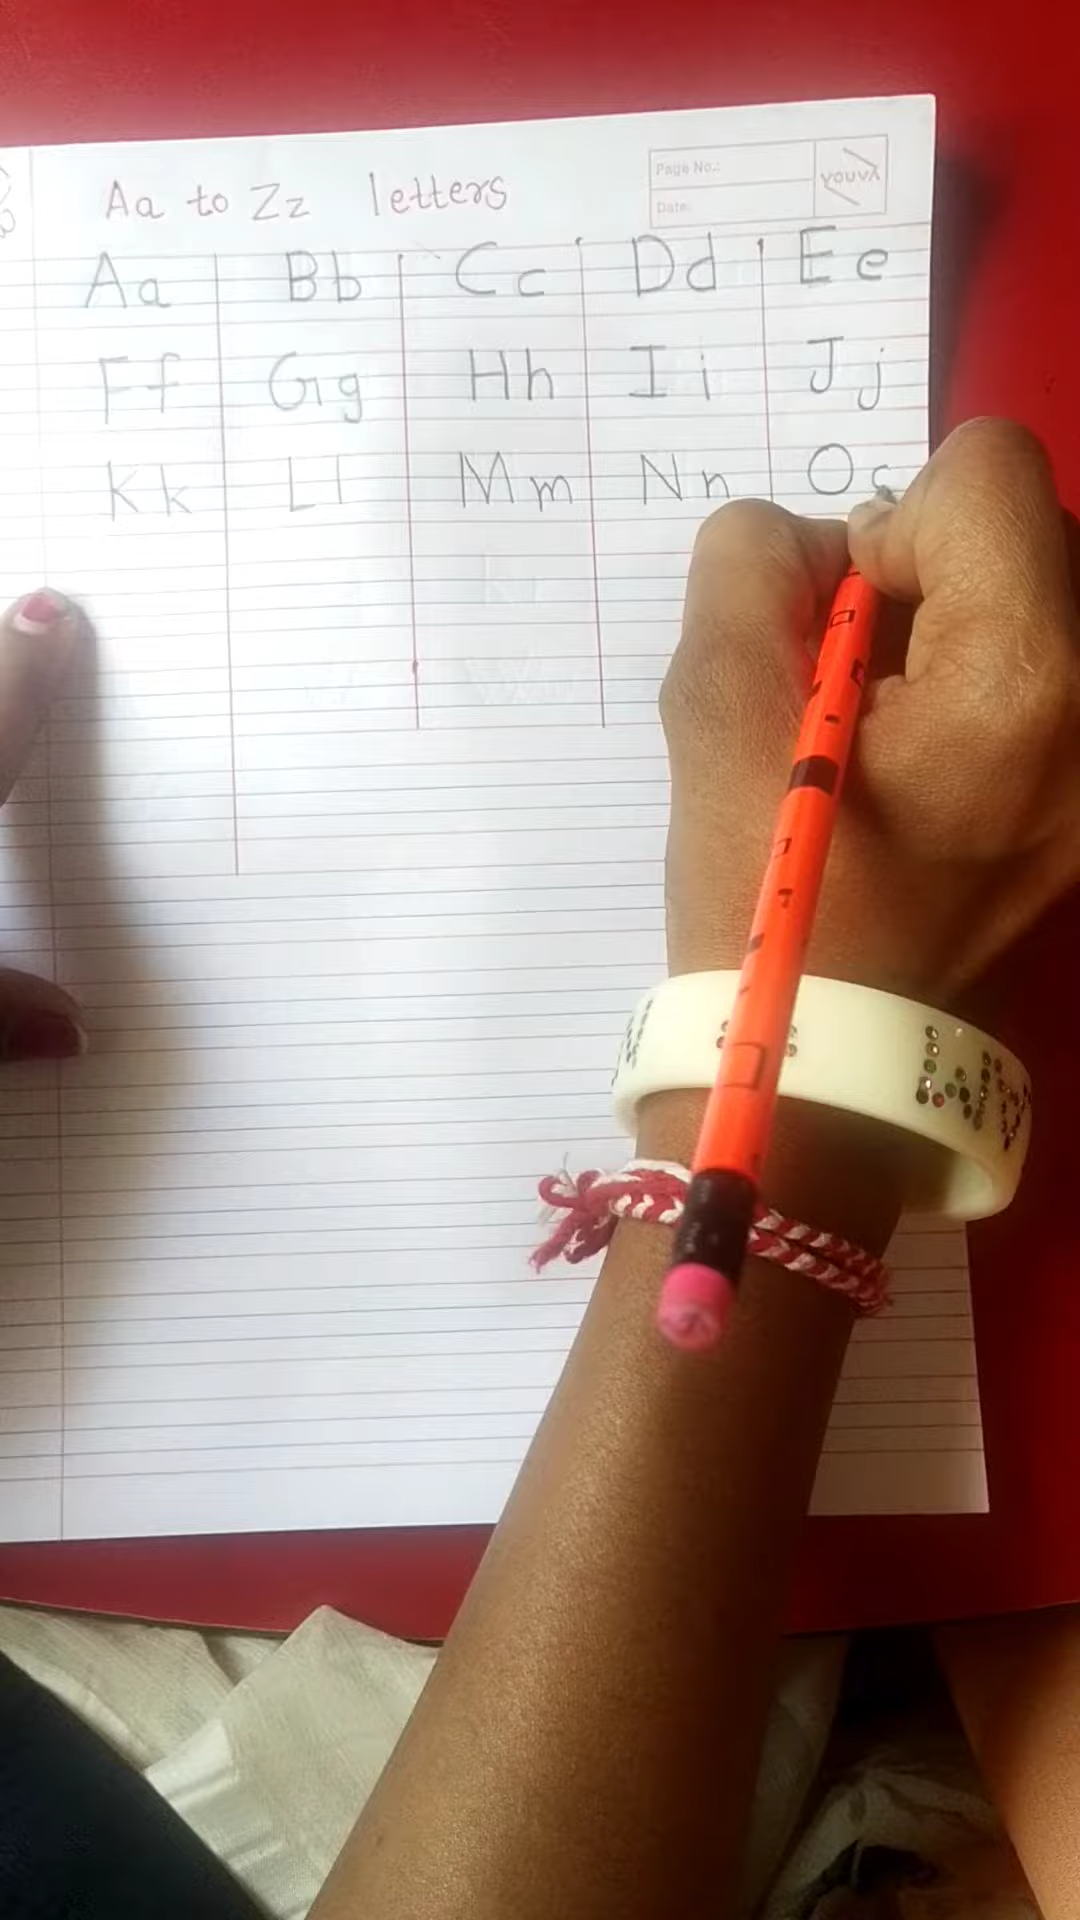 Aa to Zz letters
Page No.:
Date:
YOUVA
Aa Bb Cc Dd Ee
Ff Gg Hh Ii Jj
Kk Ll Mm Nn O